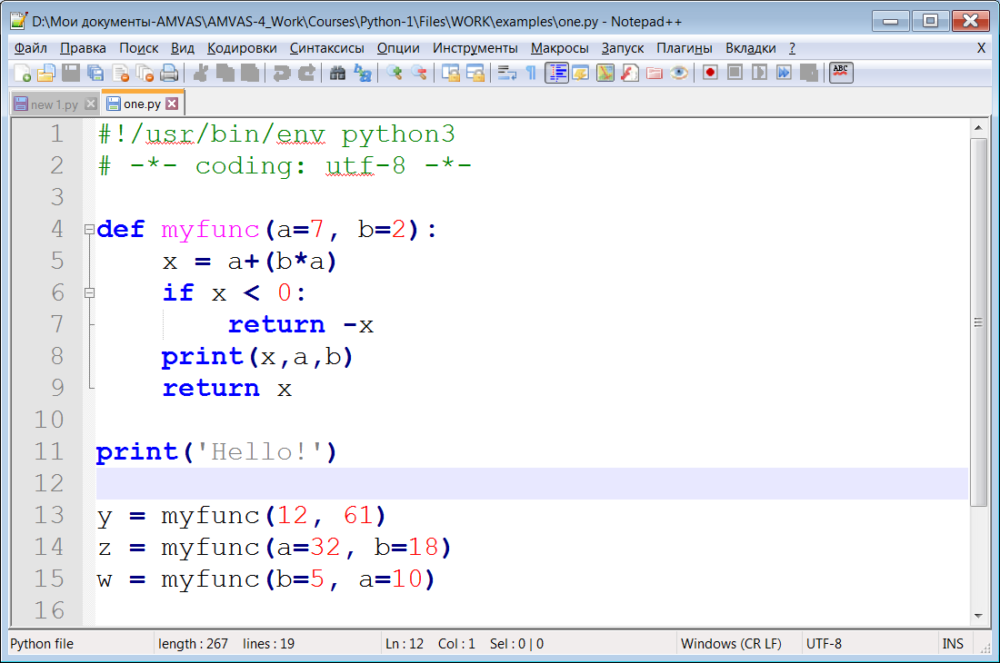 D:\Мои документы-AMVAS\AMVAS-4_Work\Courses\Python-1\Files\WORK\examples\one.py - Notepad++
Файл Правка Поиск Вид Кодировки Синтаксисы Опции Инструменты Макросы Запуск Плагины Вкладки ? X
ABC
new 1.py one.py
1 #!/usr/bin/env python3
2 # -*- coding: utf-8 -*-
3
4 def myfunc(a=7, b=2):
5 x = a+(b*a)
6 if x < 0:
7 return -x
8 print(x,a,b)
9 return x
10
11 print('Hello!')
12
13 y = myfunc(12, 61)
14 z = myfunc(a=32, b=18)
15 w = myfunc(b=5, a=10)
16
Python file length : 267 lines : 19 Ln : 12 Col : 1 Sel : 0 | 0 Windows (CR LF) UTF-8 INS